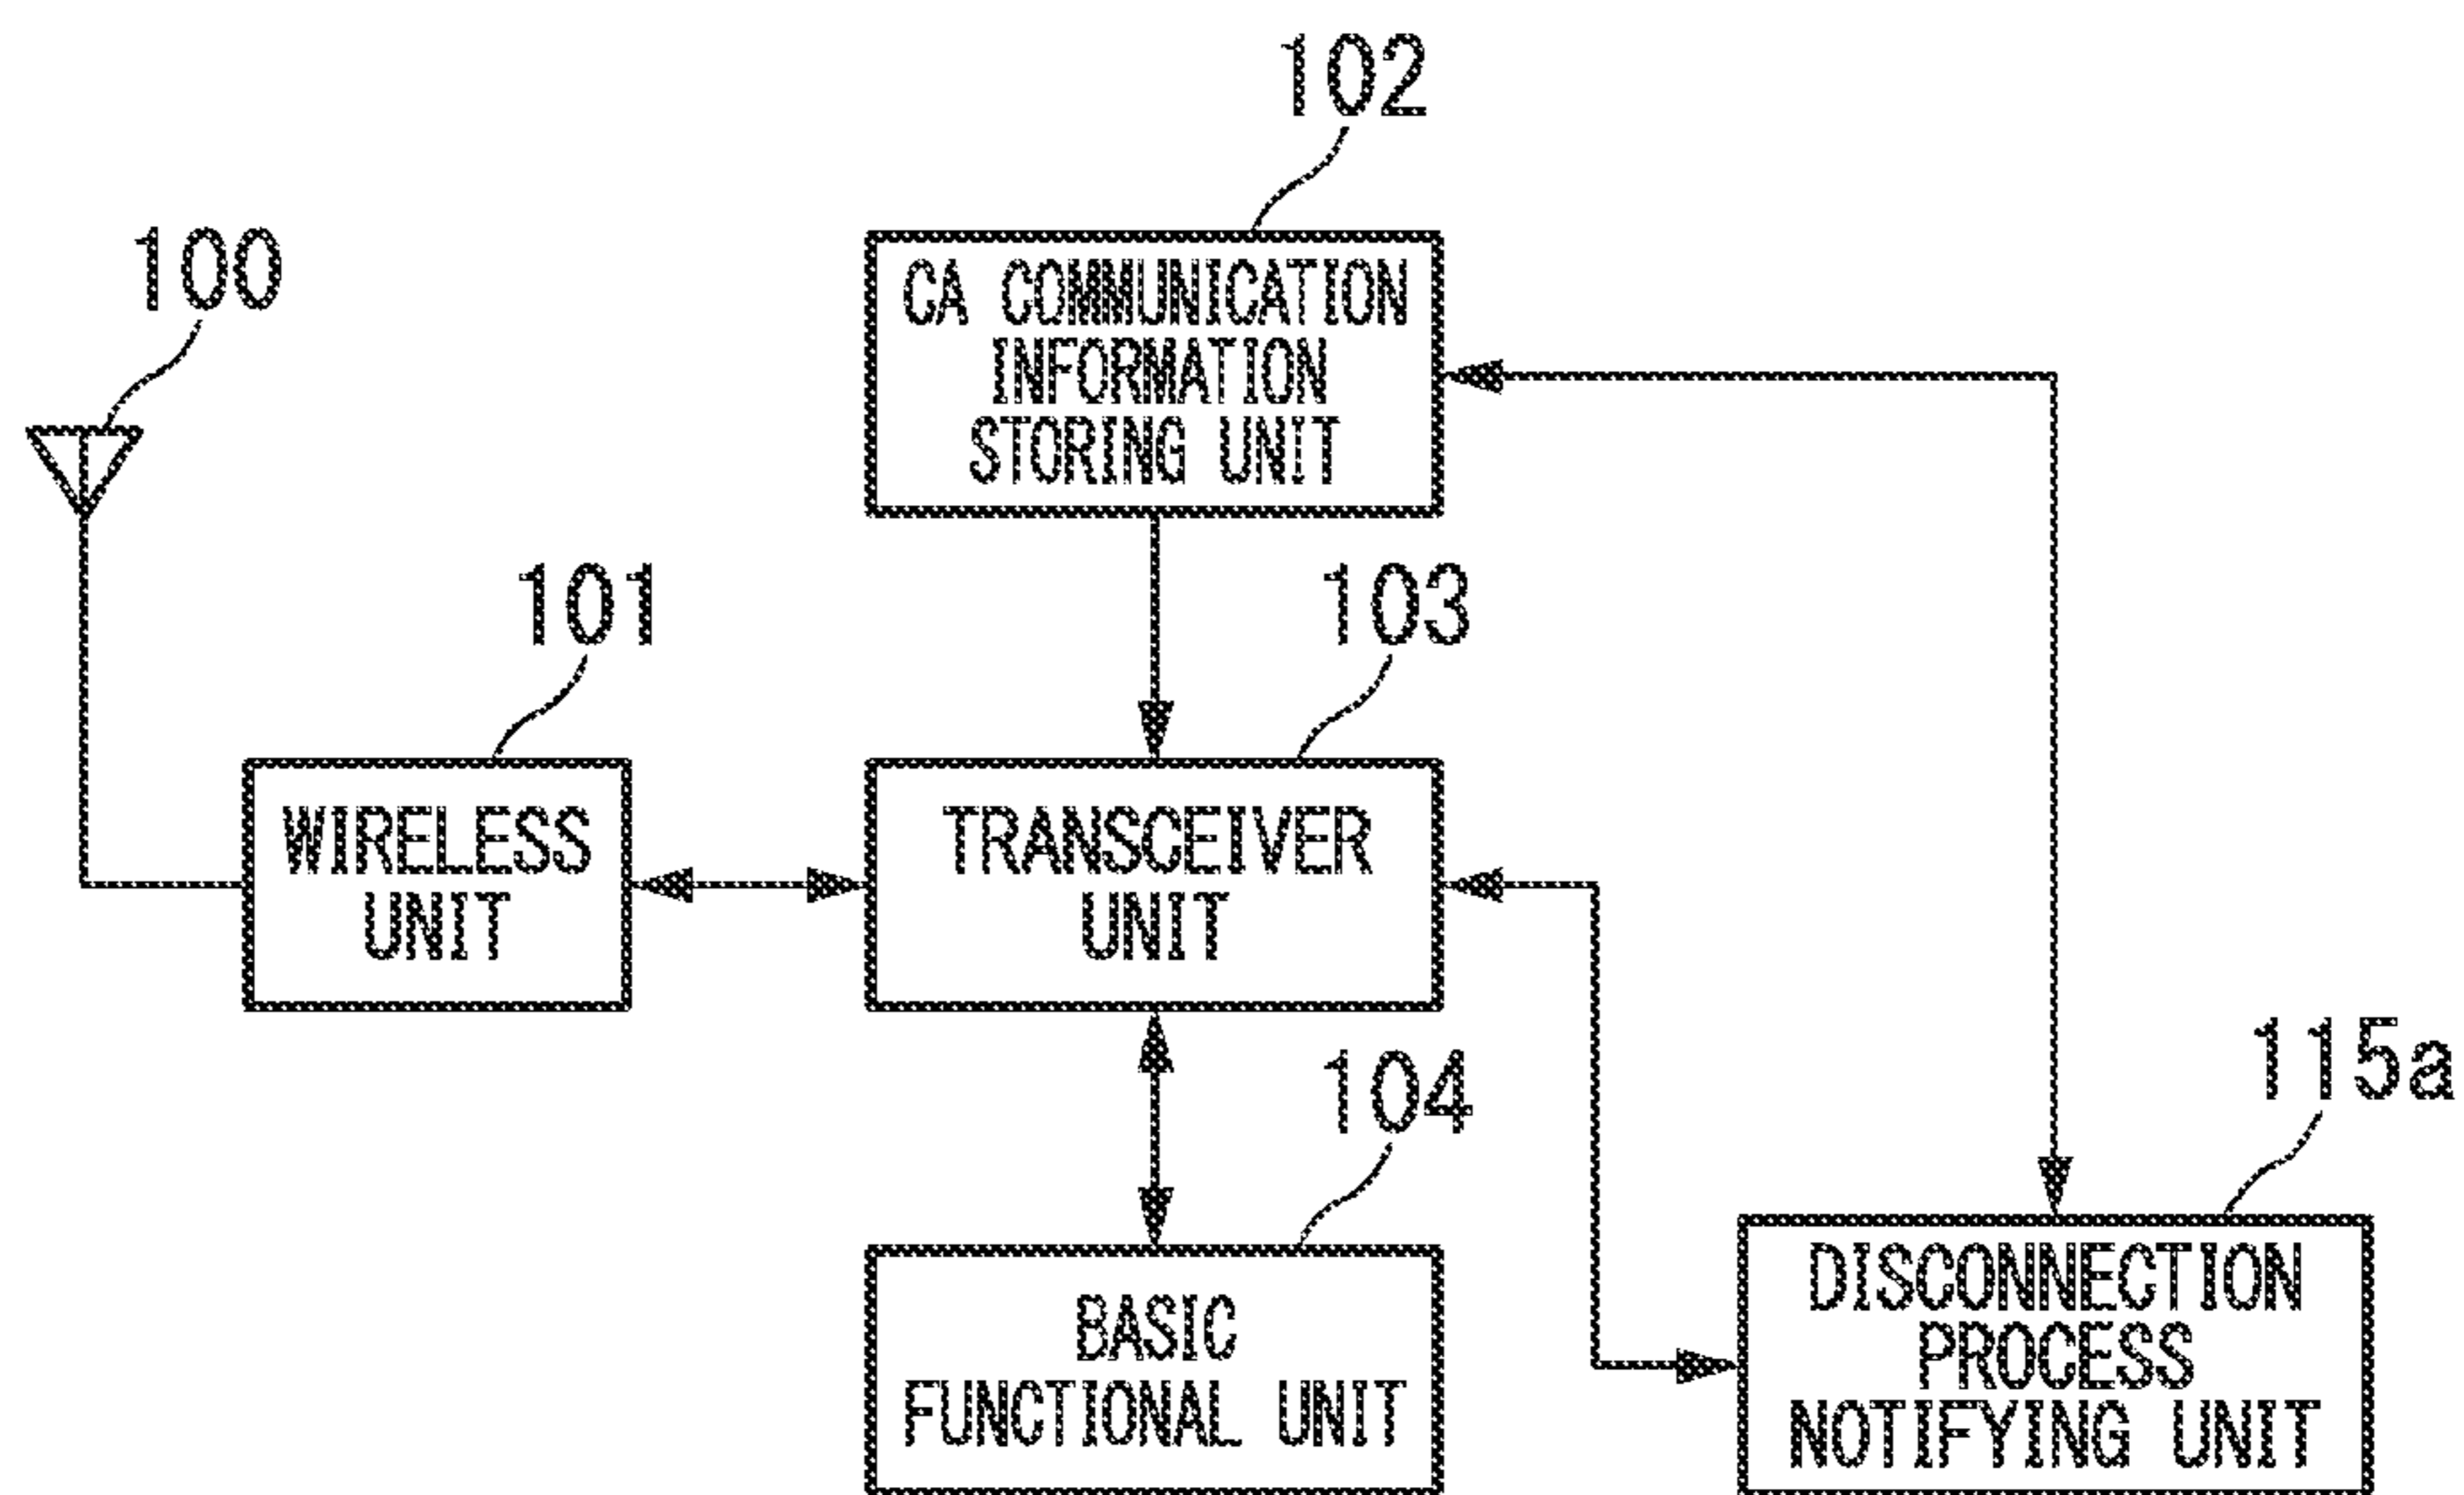 102
100
CA COMMUNICATION
INFORMATION
STORING UNIT
101
103
WIRELESS
UNIT
TRANSCEIVER
UNIT
104
115a
BASIC
FUNCTIONAL UNIT
DISCONNECTION
PROCESS
NOTIFYING UNIT